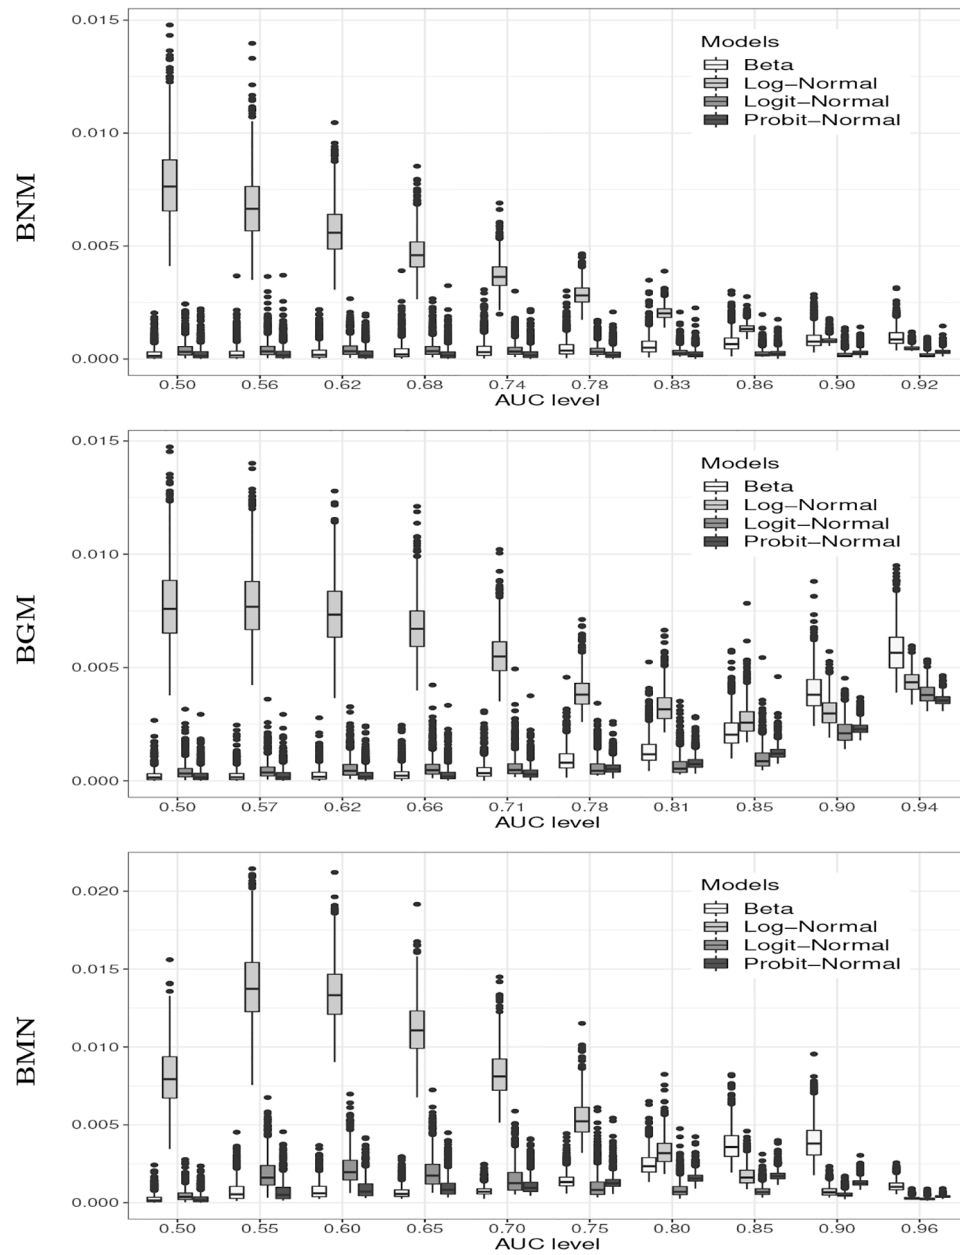 BNM
0.015
0.010
0.005
0.000
Models
Beta
Log-Normal
Logit-Normal
Probit-Normal
0.50 0.56 0.62 0.68 0.74 0.78 0.83 0.86 0.90 0.92
AUC level
BGM
0.015
0.010
0.005
0.000
Models
Beta
Log-Normal
Logit-Normal
Probit-Normal
0.50 0.57 0.62 0.66 0.71 0.78 0.81 0.85 0.90 0.94
AUC level
BMN
0.020
0.015
0.010
0.005
0.000
Models
Beta
Log-Normal
Logit-Normal
Probit-Normal
0.50 0.55 0.60 0.65 0.70 0.75 0.80 0.85 0.90 0.96
AUC level